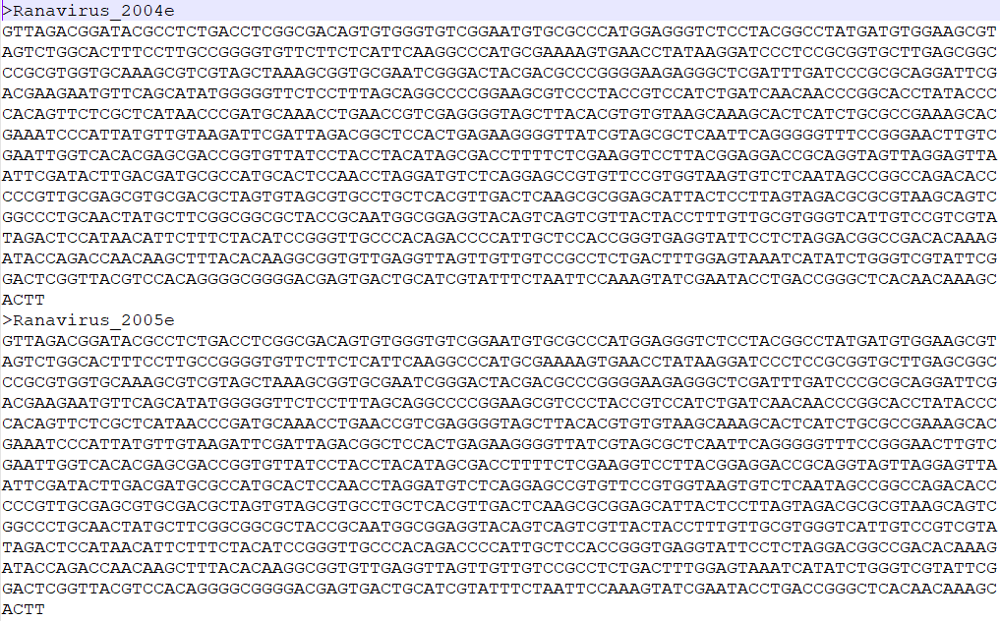 >Ranavirus_2004e
GTTAGACGGATACGCCTCTGACCTCGGCGACAGTGTGGGTGTCGGAATGTGCGCCCATGGAGGGTCTCCTACGGCCTATGATGTGGAAGCGT
AGTCTGGCACTTTCCTTGCCGGGGTGTTCTTCTCATTCAAGGCCCATGCGAAAAGTGAACCTATAAGGATCCCTCCGCGGTGCTTGAGCGGC
CCGCGTGGTGCAAAGCGTCGTAGCTAAAGCGGTGCGAATCGGGACTACGACGCCCGGGGAAGAGGGCTCGATTTGATCCCGCGCAGGATTCG
ACGAAGAATGTTCAGCATATGGGGGTTCTCCTTTAGCAGGCCCCGGAAGCGTCCCTACCGTCCATCTGATCAACAACCCGGCACCTATACCC
CACAGTTCTCGCTCATAACCCGATGCAAACCTGAACCGTCGAGGGGTAGCTTACACGTGTGTAAGCAAAGCACTCATCTGCGCCGAAAGCAC
GAAATCCCATTATGTTGTAAGATTCGATTAGACGGCTCCACTGAGAAGGGGTTATCGTAGCGCTCAATTCAGGGGGTTTCCGGGAACTTGTC
GAATTGGTCACACGAGCGACCGGTGTTATCCTACCTACATAGCGACCTTTTCTCGAAGGTCCTTACGGAGGACCGCAGGTAGTTAGGAGTTA
ATTCGATACTTGACGATGCGCCATGCACTCCAACCTAGGATGTCTCAGGAGCCGTGTTCCGTGGTAAGTGTCTCAATAGCCGGCCAGACACC
CCCGTTGCGAGCGTGCGACGCTAGTGTAGCGTGCCTGCTCACGTTGACTCAAGCGCGGAGCATTACTCCTTAGTAGACGCGCGTAAGCAGTC
GGCCCTGCAACTATGCTTCGGCGGCGCTACCGCAATGGCGGAGGTACAGTCAGTCGTTACTACCTTTGTTGCGTGGGTCATTGTCCGTCGTA
TAGACTCCATAACATTCTTTCTACATCCGGGTTGCCCACAGACCCCATTGCTCCACCGGGTGAGGTATTCCTCTAGGACGGCCGACACAAAG
ATACCAGACCAACAAGCTTTACACAAGGCGGTGTTGAGGTTAGTTGTTGTCCGCCTCTGACTTTGGAGTAAATCATATCTGGGTCGTATTCG
GACTCGGTTACGTCCACAGGGGCGGGGACGAGTGACTGCATCGTATTTCTAATTCCAAAGTATCGAATACCTGACCGGGCTCACAACAAAGC
ACTT
>Ranavirus_2005e
GTTAGACGGATACGCCTCTGACCTCGGCGACAGTGTGGGTGTCGGAATGTGCGCCCATGGAGGGTCTCCTACGGCCTATGATGTGGAAGCGT
AGTCTGGCACTTTCCTTGCCGGGGTGTTCTTCTCATTCAAGGCCCATGCGAAAAGTGAACCTATAAGGATCCCTCCGCGGTGCTTGAGCGGC
CCGCGTGGTGCAAAGCGTCGTAGCTAAAGCGGTGCGAATCGGGACTACGACGCCCGGGGAAGAGGGCTCGATTTGATCCCGCGCAGGATTCG
ACGAAGAATGTTCAGCATATGGGGGTTCTCCTTTAGCAGGCCCCGGAAGCGTCCCTACCGTCCATCTGATCAACAACCCGGCACCTATACCC
CACAGTTCTCGCTCATAACCCGATGCAAACCTGAACCGTCGAGGGGTAGCTTACACGTGTGTAAGCAAAGCACTCATCTGCGCCGAAAGCAC
GAAATCCCATTATGTTGTAAGATTCGATTAGACGGCTCCACTGAGAAGGGGTTATCGTAGCGCTCAATTCAGGGGGTTTCCGGGAACTTGTC
GAATTGGTCACACGAGCGACCGGTGTTATCCTACCTACATAGCGACCTTTTCTCGAAGGTCCTTACGGAGGACCGCAGGTAGTTAGGAGTTA
ATTCGATACTTGACGATGCGCCATGCACTCCAACCTAGGATGTCTCAGGAGCCGTGTTCCGTGGTAAGTGTCTCAATAGCCGGCCAGACACC
CCCGTTGCGAGCGTGCGACGCTAGTGTAGCGTGCCTGCTCACGTTGACTCAAGCGCGGAGCATTACTCCTTAGTAGACGCGCGTAAGCAGTC
GGCCCTGCAACTATGCTTCGGCGGCGCTACCGCAATGGCGGAGGTACAGTCAGTCGTTACTACCTTTGTTGCGTGGGTCATTGTCCGTCGTA
TAGACTCCATAACATTCTTTCTACATCCGGGTTGCCCACAGACCCCATTGCTCCACCGGGTGAGGTATTCCTCTAGGACGGCCGACACAAAG
ATACCAGACCAACAAGCTTTACACAAGGCGGTGTTGAGGTTAGTTGTTGTCCGCCTCTGACTTTGGAGTAAATCATATCTGGGTCGTATTCG
GACTCGGTTACGTCCACAGGGGCGGGGACGAGTGACTGCATCGTATTTCTAATTCCAAAGTATCGAATACCTGACCGGGCTCACAACAAAGC
ACTT